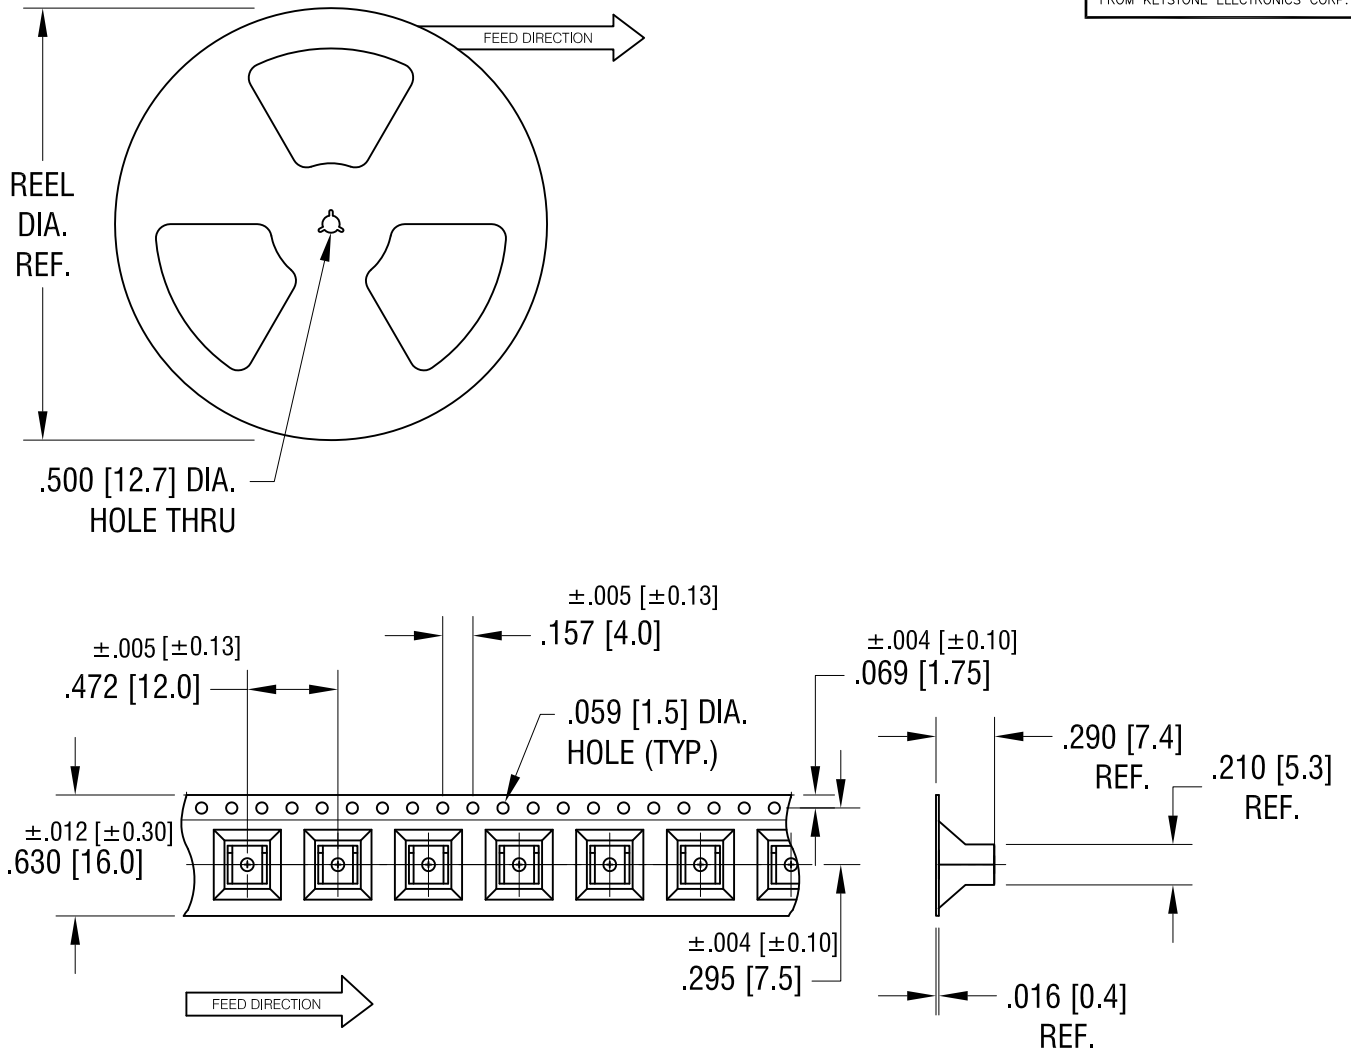 FROM KEYSTONE ELECTRONICS CORP.
FEED DIRECTION
REEL
DIA.
REF.
.500 [12.7] DIA.
HOLE THRU
±.005 [±0.13]
.157 [4.0]
±.005 [±0.13]
.472 [12.0]
±.004 [±0.10]
.069 [1.75]
.059 [1.5] DIA.
HOLE (TYP.)
.290 [7.4]
REF.
.210 [5.3]
REF.
±.012 [±0.30]
.630 [16.0]
±.004 [±0.10]
.295 [7.5]
FEED DIRECTION
.016 [0.4]
REF.